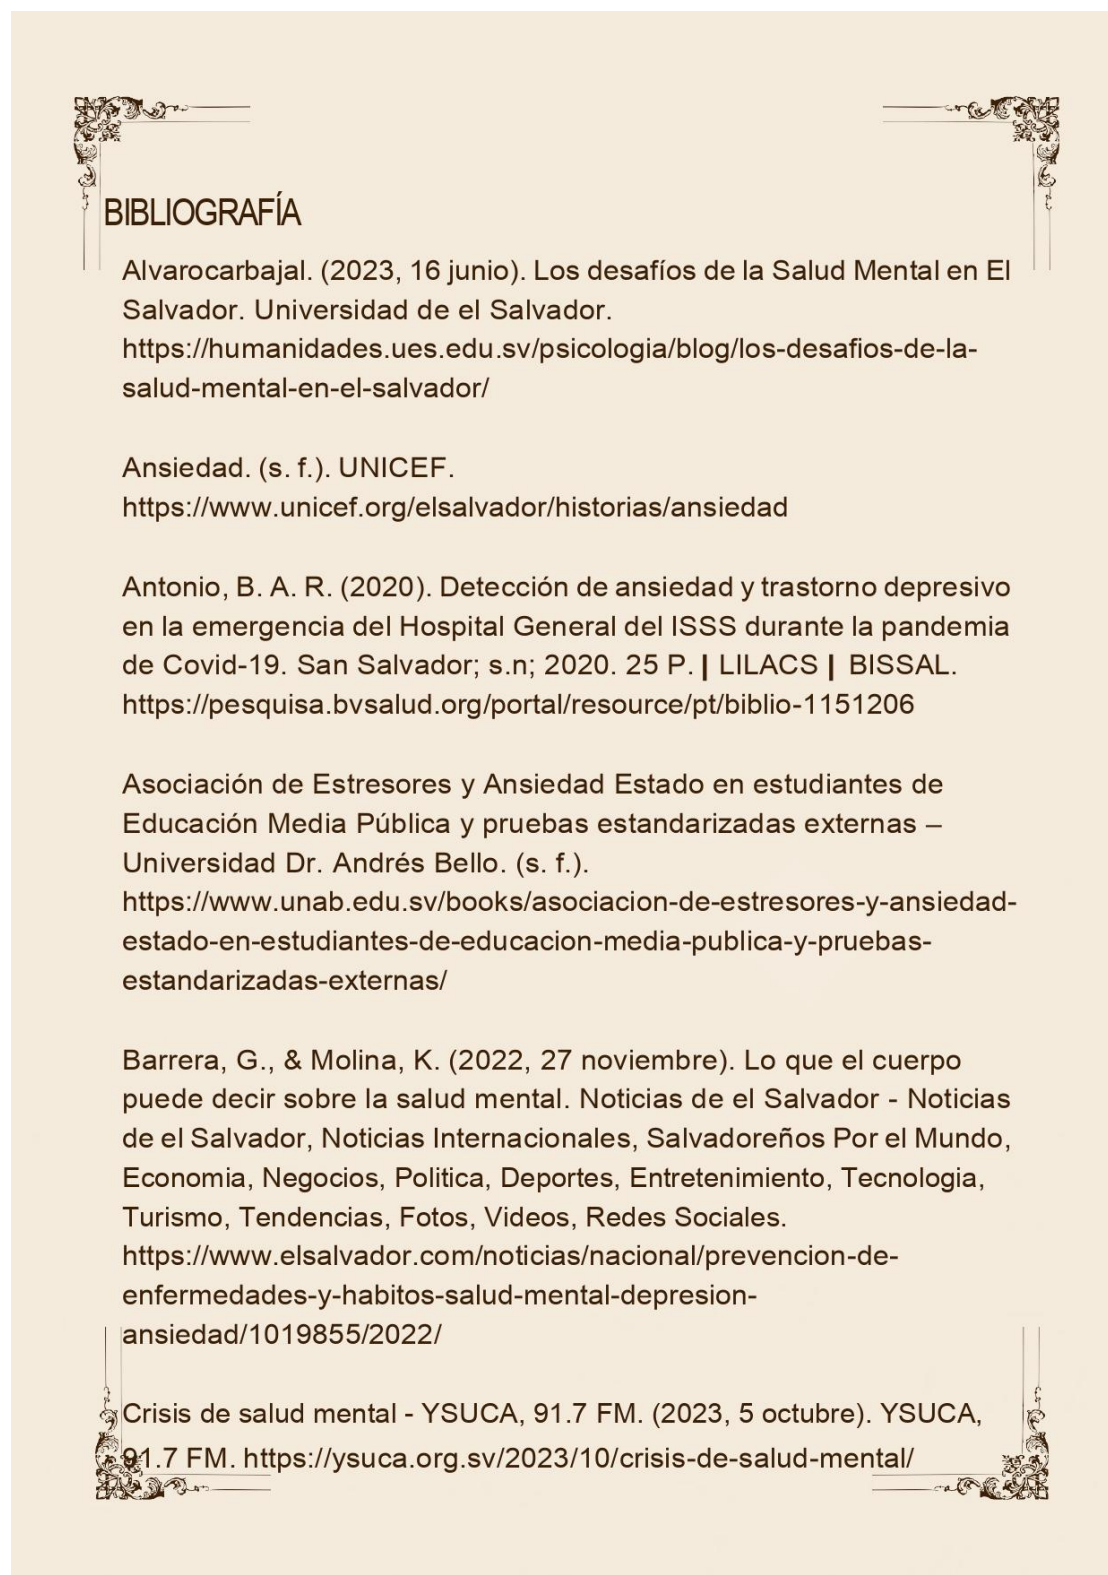 BIBLIOGRAFÍA
Alvarocarbajal. (2023, 16 junio). Los desafíos de la Salud Mental en El
Salvador. Universidad de el Salvador.
https://humanidades.ues.edu.sv/psicologia/blog/los-desafios-de-la-
salud-mental-en-el-salvador/
Ansiedad. (s. f.). UNICEF.
https://www.unicef.org/elsalvador/historias/ansiedad
Antonio, B. A. R. (2020). Detección de ansiedad y trastorno depresivo
en la emergencia del Hospital General del ISSS durante la pandemia
de Covid-19. San Salvador; s.n; 2020. 25 P. | LILACS | BISSAL.
https://pesquisa.bvsalud.org/portal/resource/pt/biblio-1151206
Asociación de Estresores y Ansiedad Estado en estudiantes de
Educación Media Pública y pruebas estandarizadas externas –
Universidad Dr. Andrés Bello. (s. f.).
https://www.unab.edu.sv/books/asociacion-de-estresores-y-ansiedad-
estado-en-estudiantes-de-educacion-media-publica-y-pruebas-
estandarizadas-externas/
Barrera, G., & Molina, K. (2022, 27 noviembre). Lo que el cuerpo
puede decir sobre la salud mental. Noticias de el Salvador - Noticias
de el Salvador, Noticias Internacionales, Salvadoreños Por el Mundo,
Economia, Negocios, Politica, Deportes, Entretenimiento, Tecnologia,
Turismo, Tendencias, Fotos, Videos, Redes Sociales.
https://www.elsalvador.com/noticias/nacional/prevencion-de-
enfermedades-y-habitos-salud-mental-depresion-
ansiedad/1019855/2022/
Crisis de salud mental - YSUCA, 91.7 FM. (2023, 5 octubre). YSUCA,
91.7 FM. https://ysuca.org.sv/2023/10/crisis-de-salud-mental/